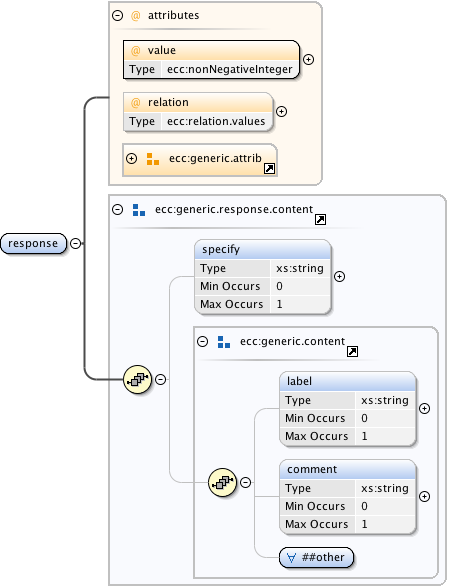 @ attributes
@ value
Type ecc:nonNegativeInteger
@ relation
Type ecc:relation.values
ecc:generic.attrib
ecc:generic.response.content
response
specify
Type xs:string
Min Occurs 0
Max Occurs 1
ecc:generic.content
label
Type xs:string
Min Occurs 0
Max Occurs 1
comment
Type xs:string
Min Occurs 0
Max Occurs 1
∀ ##other